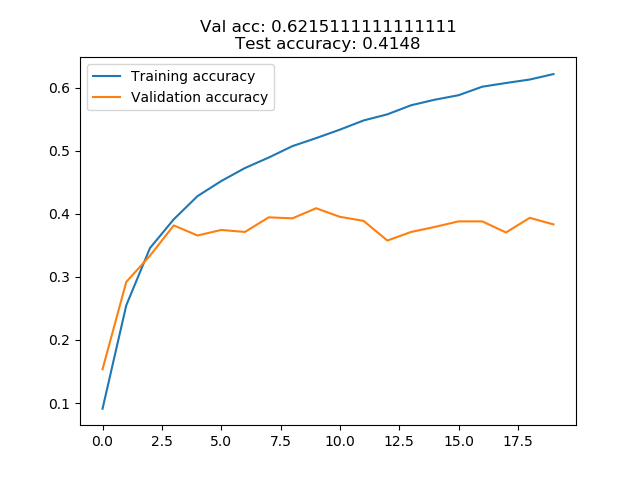 Val acc: 0.6215111111111111
Test accuracy: 0.4148
Training accuracy
Validation accuracy
0.6
0.5
0.4
0.3
0.2
0.1
0.0 2.5 5.0 7.5 10.0 12.5 15.0 17.5